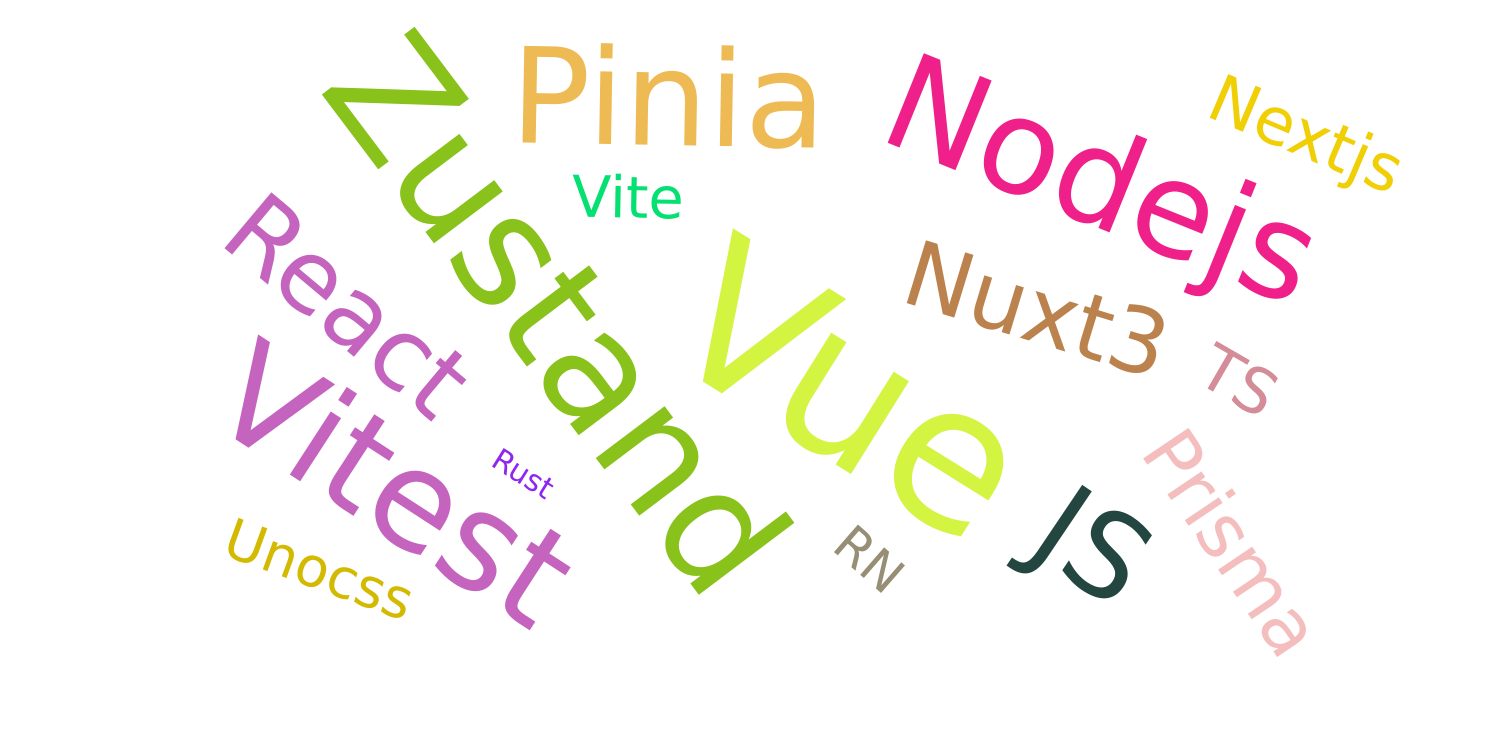 Zustand
Pinia
Nodejs
Nextjs
Vite
React
Vue
Nuxt3
Vitest
TS
Rust
Prisma
JS
Unocss
RN